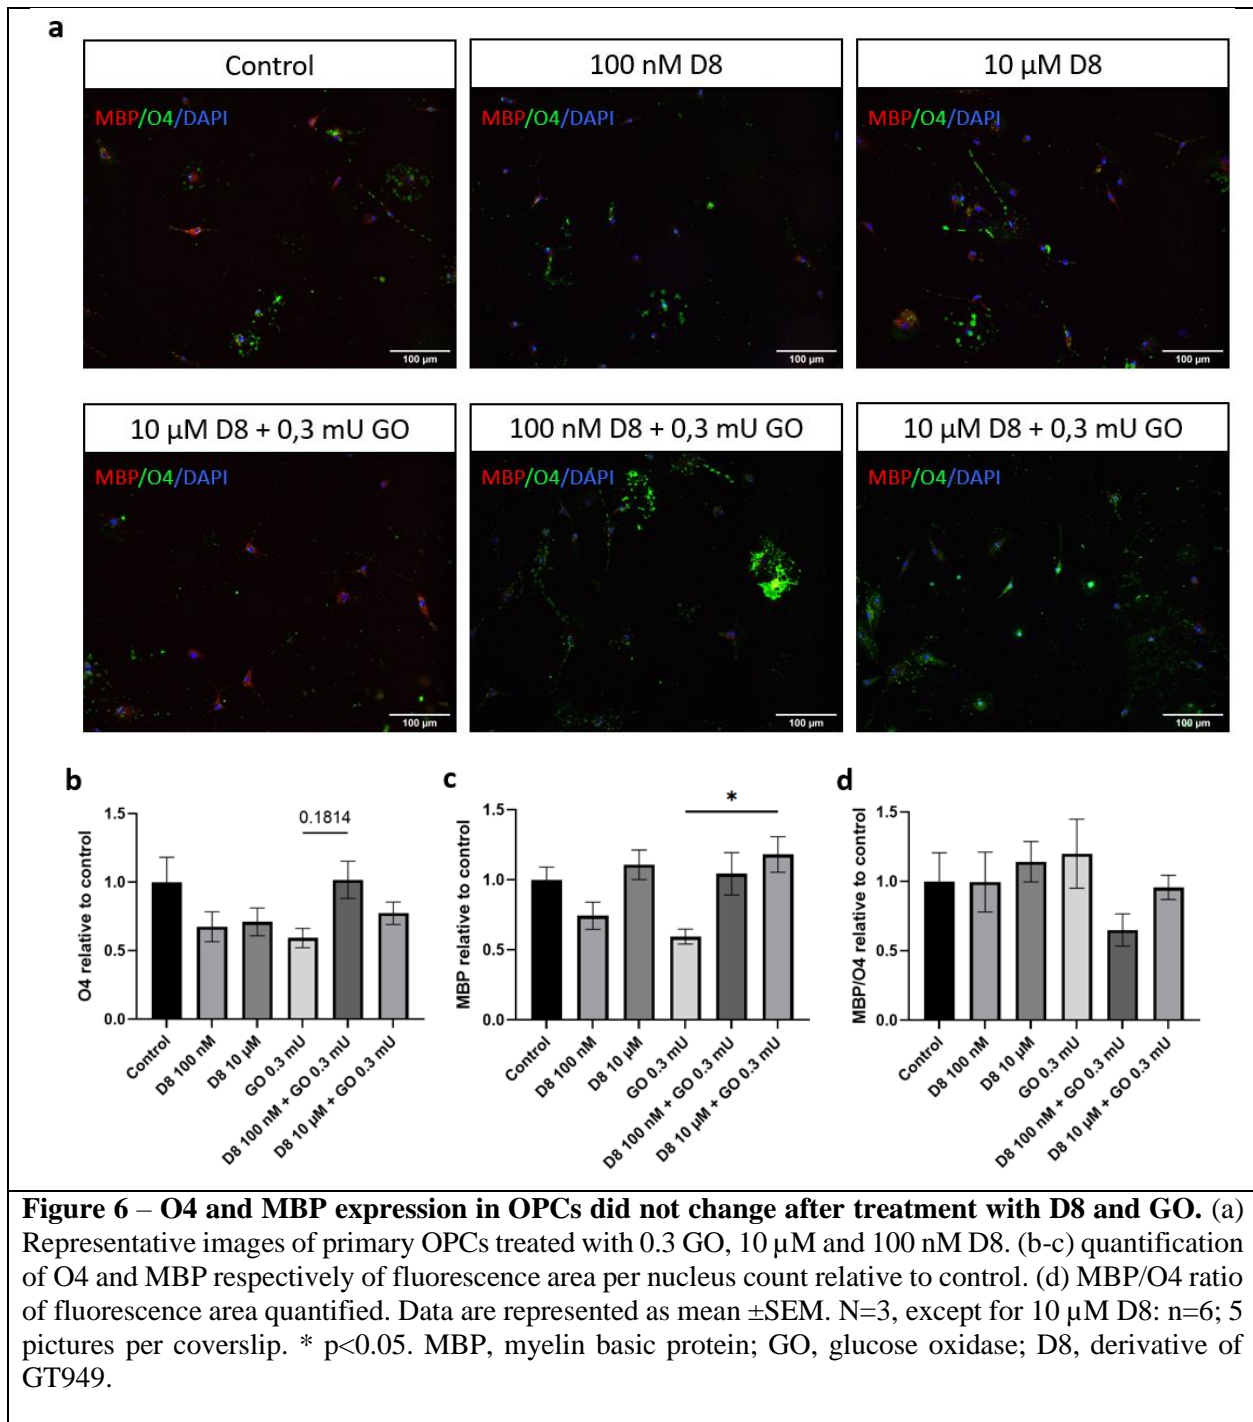 a
Control
100 nM D8
10 µM D8
MBP/O4/DAPI
MBP/O4/DAPI
MBP/O4/DAPI
100 µm
100 µm
100 µm
10 µM D8 + 0,3 mU GO
100 nM D8 + 0,3 mU GO
10 µM D8 + 0,3 mU GO
MBP/O4/DAPI
MBP/O4/DAPI
MBP/O4/DAPI
100 µm
100 µm
100 µm
b
O4 relative to control
1.5
1.0
0.5
0.0
0.1814
Control
D8 100 nM
D8 10 µM
GO 0.3 mU
D8 100 nM + GO 0.3 mU
D8 10 µM + GO 0.3 mU
c
MBP relative to control
1.5
1.0
0.5
0.0
*
Control
D8 100 nM
D8 10 µM
GO 0.3 mU
D8 100 nM + GO 0.3 mU
D8 10 µM + GO 0.3 mU
d
MBP/O4 relative to control
1.5
1.0
0.5
0.0
Control
D8 100 nM
D8 10 µM
GO 0.3 mU
D8 100 nM + GO 0.3 mU
D8 10 µM + GO 0.3 mU
Figure 6 – O4 and MBP expression in OPCs did not change after treatment with D8 and GO. (a)
Representative images of primary OPCs treated with 0.3 GO, 10 µM and 100 nM D8. (b-c) quantification
of O4 and MBP respectively of fluorescence area per nucleus count relative to control. (d) MBP/O4 ratio
of fluorescence area quantified. Data are represented as mean ±SEM. N=3, except for 10 µM D8: n=6; 5
pictures per coverslip. * p<0.05. MBP, myelin basic protein; GO, glucose oxidase; D8, derivative of
GT949.